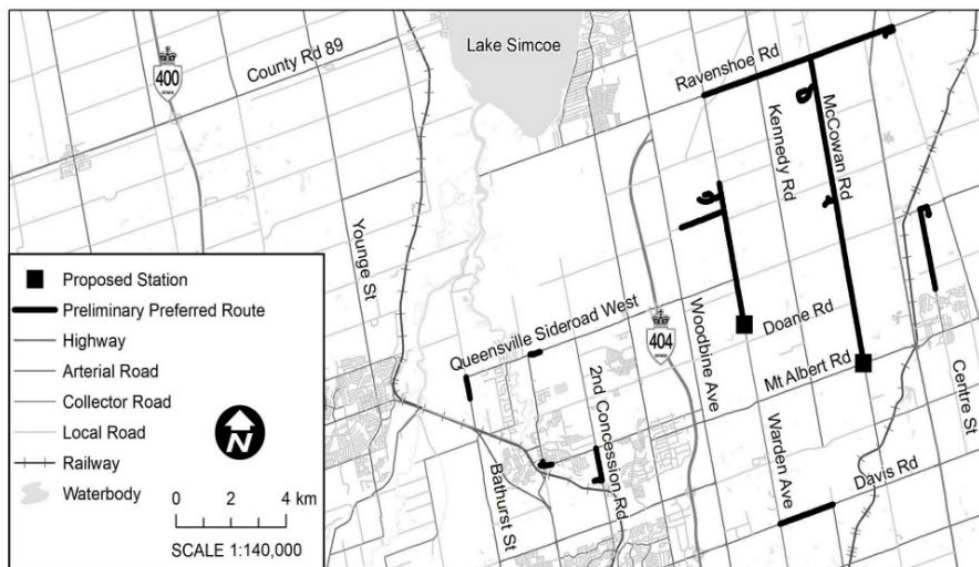 Lake Simcoe
County Rd 89
400
Ravenshoe Rd
Kennedy Rd
McCowan Rd
Younge St
Queensville Sideroad West
404
Woodbine Ave
Doane Rd
Mt Albert Rd
Centre St
2nd Concession Rd
Bathurst St
Warden Ave
Davis Rd
Proposed Station
Preliminary Preferred Route
Highway
Arterial Road
Collector Road
Local Road
Railway
Waterbody
N
0 2 4 km
SCALE 1:140,000